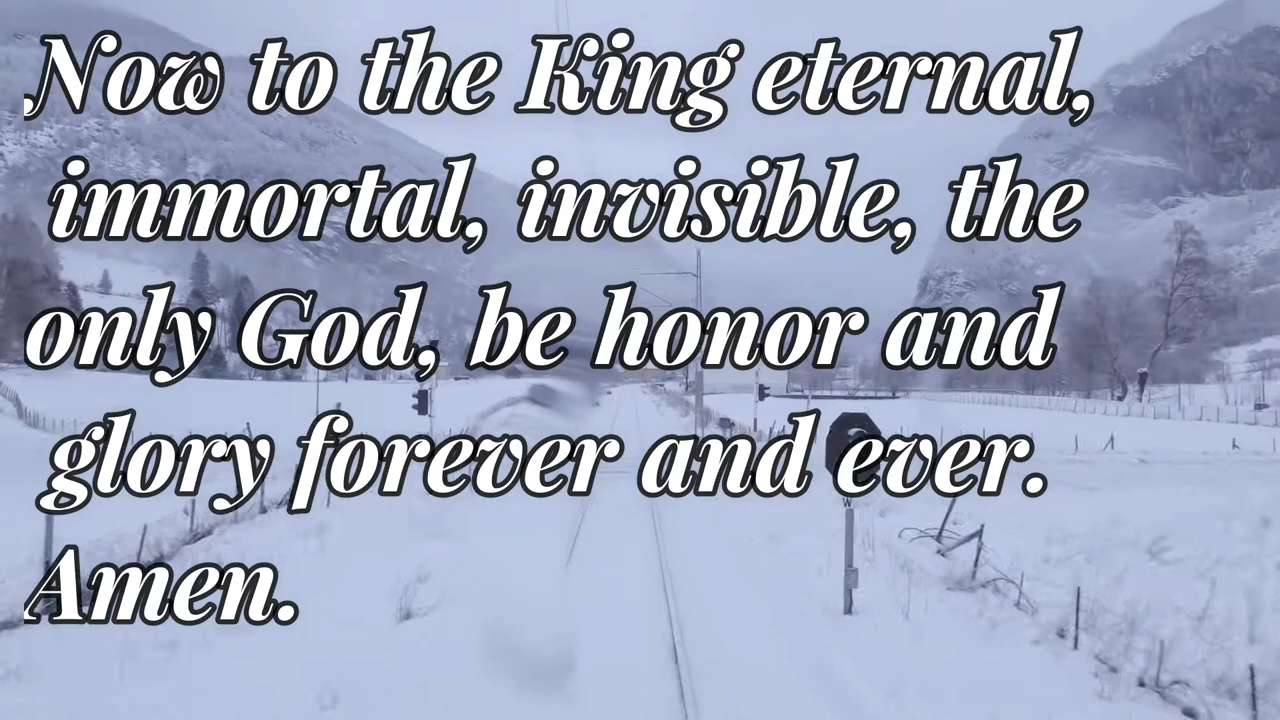 Now to the King eternal,
immortal, invisible, the
only God, be honor and
glory forever and ever.
Amen.
W